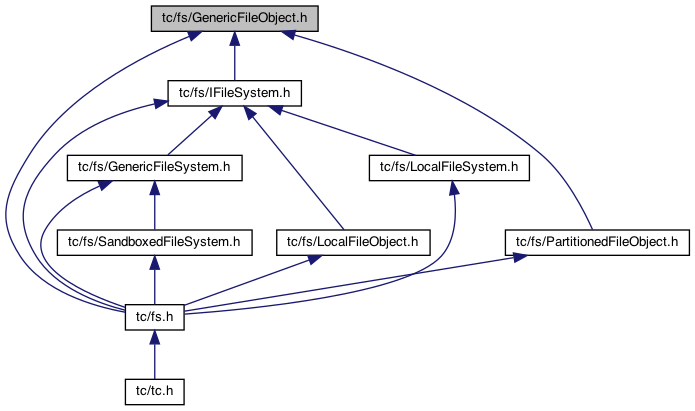 tc/fs/GenericFileObject.h
tc/fs/IFileSystem.h
tc/fs/GenericFileSystem.h
tc/fs/LocalFileSystem.h
tc/fs/SandboxedFileSystem.h
tc/fs/LocalFileObject.h
tc/fs/PartitionedFileObject.h
tc/fs.h
tc/tc.h